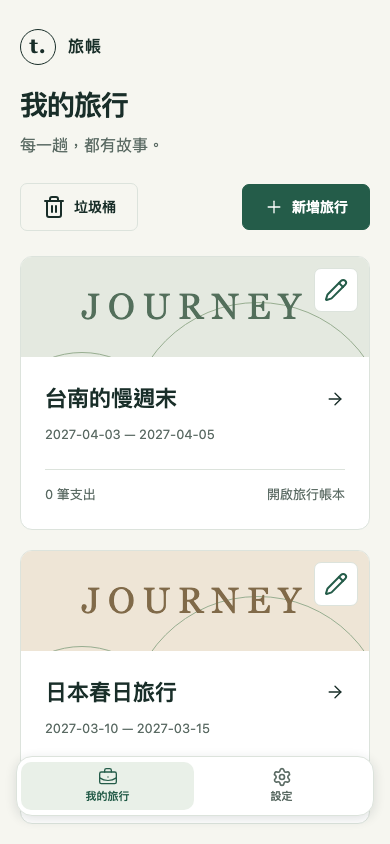 t. 旅帳
我的旅行
每一趟，都有故事。
垃圾桶
新增旅行
JOURNEY
台南的慢週末
2027-04-03 — 2027-04-05
0 筆支出 開啟旅行帳本
JOURNEY
日本春日旅行
2027-03-10 — 2027-03-15
我的旅行 設定